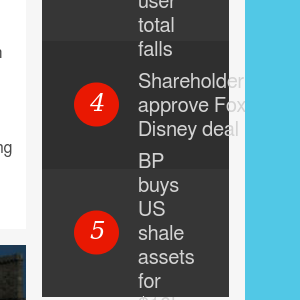 user
total
falls
4
Shareholder
approve Fox
Disney deal
5
BP
buys
US
shale
assets
for
ng